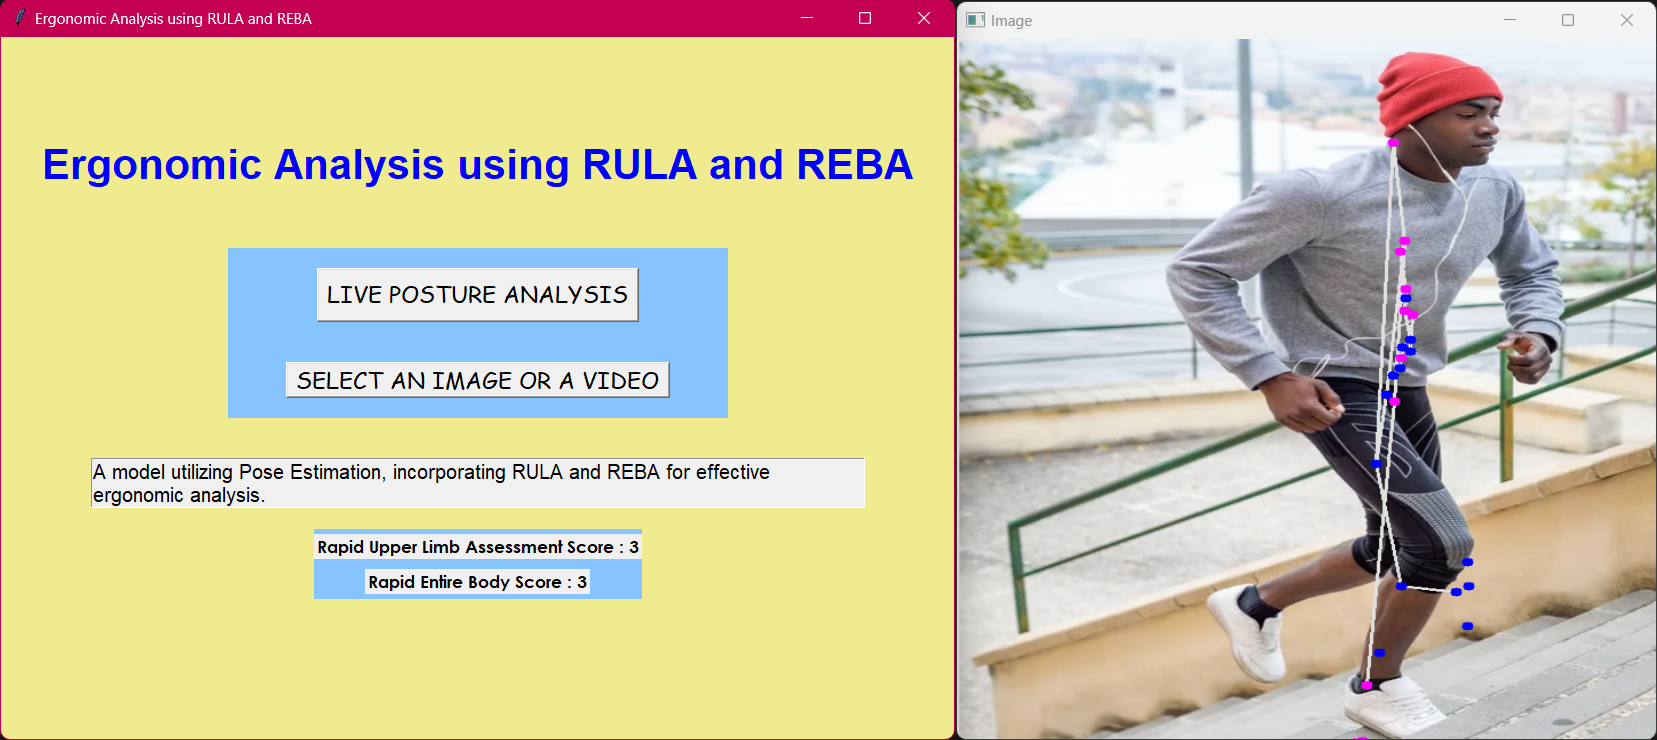 Ergonomic Analysis using RULA and REBA
Image
Ergonomic Analysis using RULA and REBA
LIVE POSTURE ANALYSIS
SELECT AN IMAGE OR A VIDEO
A model utilizing Pose Estimation, incorporating RULA and REBA for effective
ergonomic analysis.
Rapid Upper Limb Assessment Score : 3
Rapid Entire Body Score : 3